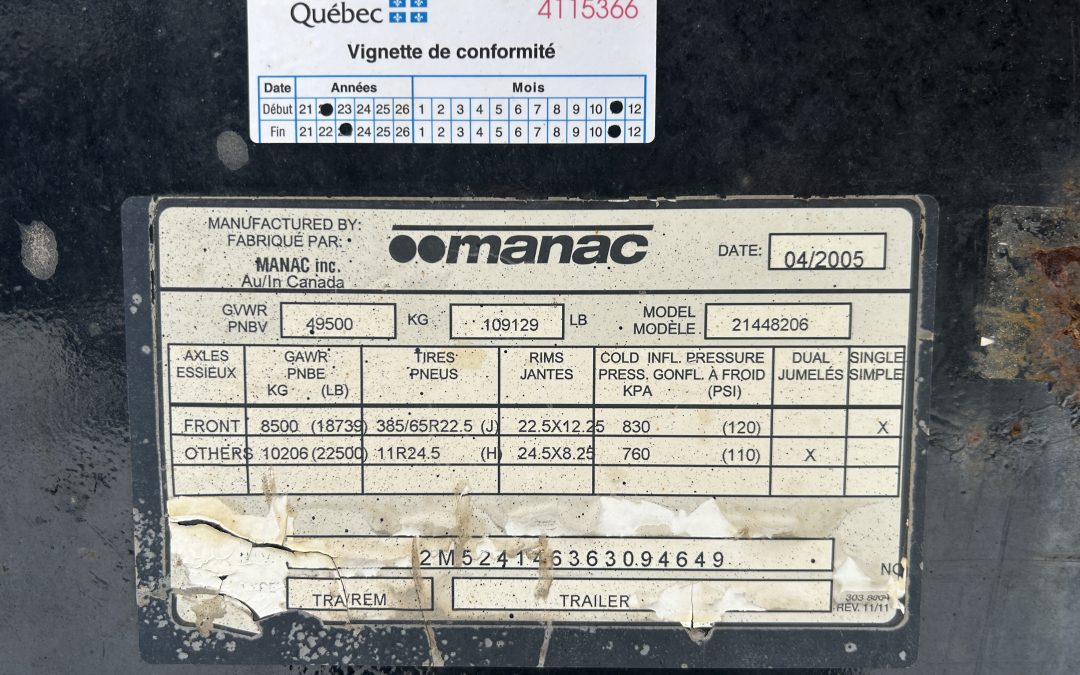 Québec 4115366
Vignette de conformité
Date Années Mois
Début 21 23 24 25 26 1 2 3 4 5 6 7 8 9 10 12
Fin 21 22 24 25 26 1 2 3 4 5 6 7 8 9 10 12
MANUFACTURED BY:
FABRIQUÉ PAR:
MANAC inc.
Au/In Canada
manac
DATE: 04/2005
GVWR
PNBV
49500 KG 109129 LB
MODEL
MODÈLE
21448206
AXLES GAWR TIRES RIMS COLD INFL. PRESSURE DUAL SINGLE
ESSIEUX PNBE PNEUS JANTES PRESS. GONFL. À FROID JUMELÉS SIMPLE
KG (LB) KPA (PSI)
FRONT 8500 (18739) 385/65R22.5 (J) 22.5X12.25 830 (120) X
OTHERS 10206 (22500) 11R24.5 (H) 24.5X8.25 760 (110) X
2M524146363094649
NO
TRA/REM TRAILER
REV. 11/11